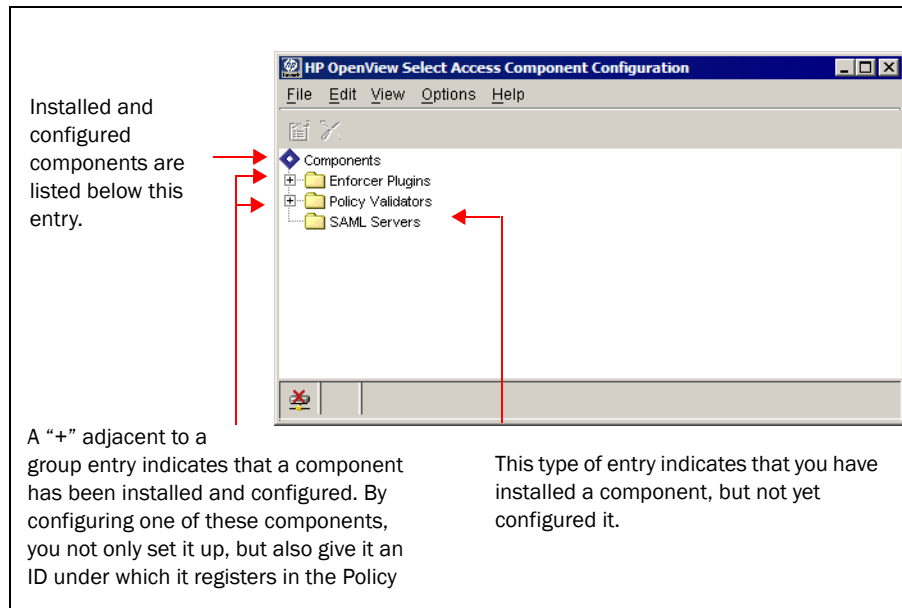 HP OpenView Select Access Component Configuration
File Edit View Options Help
Installed and
configured
components are
listed below this
entry.
Components
Enforcer Plugins
Policy Validators
SAML Servers
A “+” adjacent to a
group entry indicates that a component
has been installed and configured. By
configuring one of these components,
you not only set it up, but also give it an
ID under which it registers in the Policy
This type of entry indicates that you have
installed a component, but not yet
configured it.